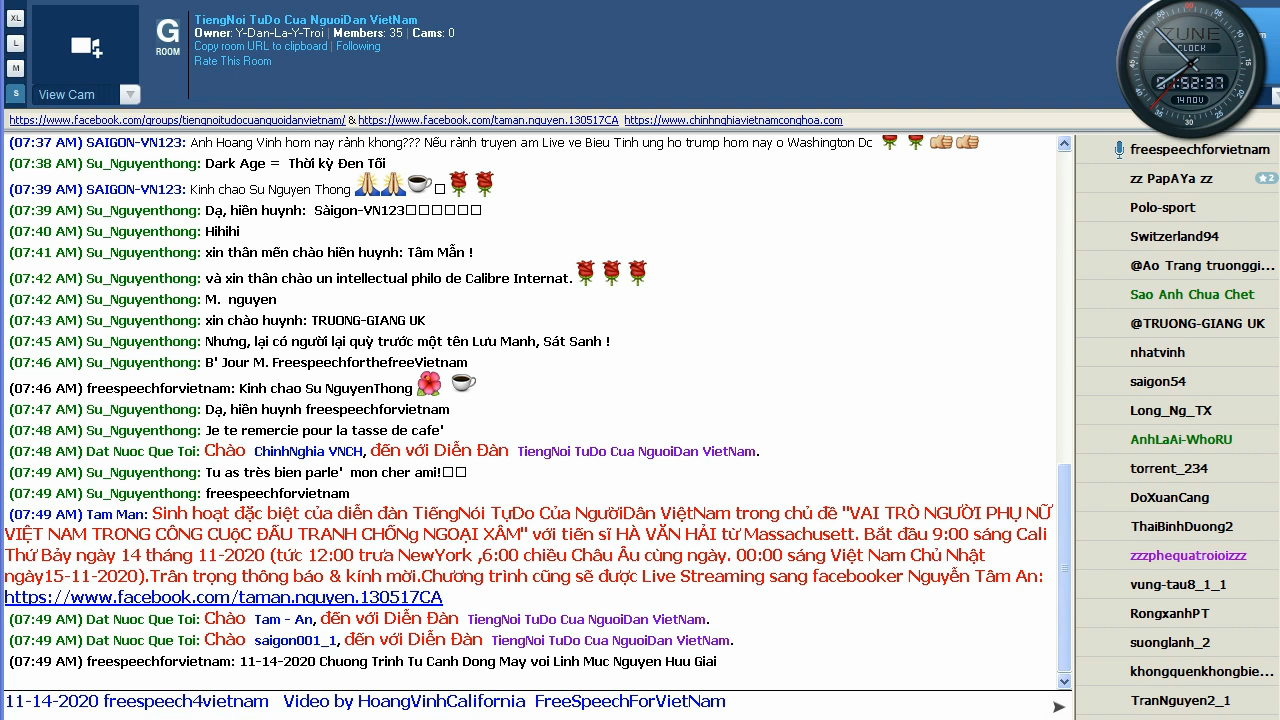 XL
L
M
S
View Cam
G
ROOM
TiengNoi TuDo Cua NguoiDan VietNam
Owner: Y-Dan-La-Y-Troi | Members: 35 | Cams: 0
Copy room URL to clipboard | Following
Rate This Room
ZUNE
CLOCK
14 NOV
https://www.facebook.com/groups/tiengnoitudocuanguoidanvietnam/ & https://www.facebook.com/taman.nguyen.130517CA https://www.chinhnghiavietnamconghoa.com
(07:37 AM) SAIGON-VN123: Anh Hoang Vinh hom nay rảnh khong??? Nếu rảnh truyen am Live ve Bieu Tinh ung ho trump hom nay o Washington Dc
(07:38 AM) Su_Nguyenthong: Dark Age = Thời kỳ Đen Tối
(07:39 AM) SAIGON-VN123: Kinh chao Su Nguyen Thong
(07:39 AM) Su_Nguyenthong: Dạ, hiền huynh: Sàigon-VN123
(07:40 AM) Su_Nguyenthong: Hihihi
(07:41 AM) Su_Nguyenthong: xin thân mến chào hiền huynh: Tâm Mẫn !
(07:42 AM) Su_Nguyenthong: và xin thân chào un intellectual philo de Calibre Internat.
(07:42 AM) Su_Nguyenthong: M. nguyen
(07:43 AM) Su_Nguyenthong: xin chào huynh: TRUONG-GIANG UK
(07:45 AM) Su_Nguyenthong: Nhưng, lại có người lại quỳ trước một tên Lưu Manh, Sát Sanh !
(07:46 AM) Su_Nguyenthong: B' Jour M. FreespeechforthefreeVietnam
(07:46 AM) freespeechforvietnam: Kinh chao Su NguyenThong
(07:47 AM) Su_Nguyenthong: Dạ, hiền huynh freespeechforvietnam
(07:48 AM) Su_Nguyenthong: Je te remercie pour la tasse de cafe'
(07:48 AM) Dat Nuoc Que Toi: Chào ChinhNghia VNCH, đến với Diễn Đàn TiengNoi TuDo Cua NguoiDan VietNam.
(07:49 AM) Su_Nguyenthong: Tu as très bien parle' mon cher ami!
(07:49 AM) Su_Nguyenthong: freespeechforvietnam
(07:49 AM) Tam Man: Sinh hoạt đặc biệt của diễn đàn TiếngNói TựDo Của NgườiDân ViệtNam trong chủ đề "VAI TRÒ NGƯỜI PHỤ NỮ
VIỆT NAM TRONG CÔNG CUộC ĐẤU TRANH CHỐNg NGOẠI XÂM" với tiến sĩ HÀ VĂN HẢI từ Massachusett. Bắt đầu 9:00 sáng Cali
Thứ Bảy ngày 14 tháng 11-2020 (tức 12:00 trưa NewYork ,6:00 chiều Châu Âu cùng ngày, 00:00 sáng Việt Nam Chủ Nhật
ngày15-11-2020).Trân trọng thông báo & kính mời.Chương trình cũng sẽ được Live Streaming sang facebooker Nguyễn Tâm An:
https://www.facebook.com/taman.nguyen.130517CA
(07:49 AM) Dat Nuoc Que Toi: Chào Tam - An, đến với Diễn Đàn TiengNoi TuDo Cua NguoiDan VietNam.
(07:49 AM) Dat Nuoc Que Toi: Chào saigon001_1, đến với Diễn Đàn TiengNoi TuDo Cua NguoiDan VietNam.
(07:49 AM) freespeechforvietnam: 11-14-2020 Chuong Trinh Tu Canh Dong May voi Linh Muc Nguyen Huu Giai
11-14-2020 freespeech4vietnam Video by HoangVinhCalifornia FreeSpeechForVietNam
freespeechforvietnam
zz PapAYa zz
2
Polo-sport
Switzerland94
@Ao Trang truonggi...
Sao Anh Chua Chet
@TRUONG-GIANG UK
nhatvinh
saigon54
Long_Ng_TX
AnhLaAi-WhoRU
torrent_234
DoXuanCang
ThaiBinhDuong2
zzzphequatroioizzz
vung-tau8_1_1
RongxanhPT
suonglanh_2
khongquenkhongbie...
TranNguyen2_1